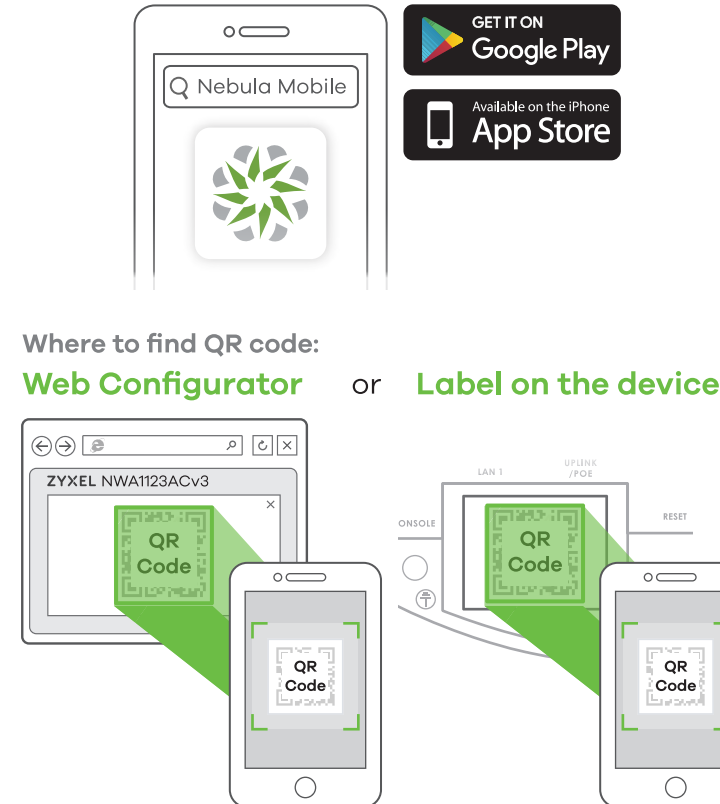 GET IT ON
Google Play
Nebula Mobile
Available on the iPhone
App Store
Where to find QR code:
Web Configurator or Label on the device
ZYXEL NWA1123ACv3
QR
Code
QR
Code
LAN 1
UPLINK
/POE
ONSOLE
RESET
QR
Code
QR
Code